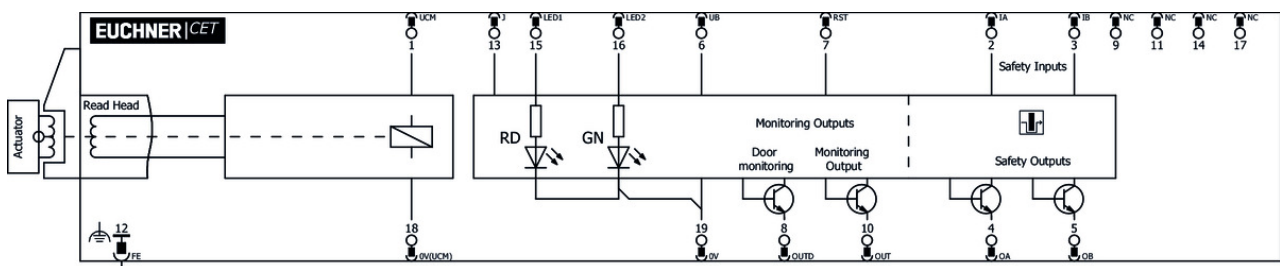 EUCHNER CET
UCM
J
LED1
LED2
UB
RST
IA
IB
NC
NC
NC
NC
1
13
15
16
6
7
2
3
9
11
14
17
Safety Inputs
Actuator
Read Head
RD
GN
Monitoring Outputs
Door
monitoring
Monitoring
Output
Safety Outputs
12
18
19
8
10
4
5
FE
0V(UCM)
0V
OUTD
OUT
OA
OB